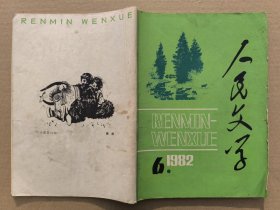 RENMIN WENXUE
人民文学
RENMIN-
WENXUE
6.
1982